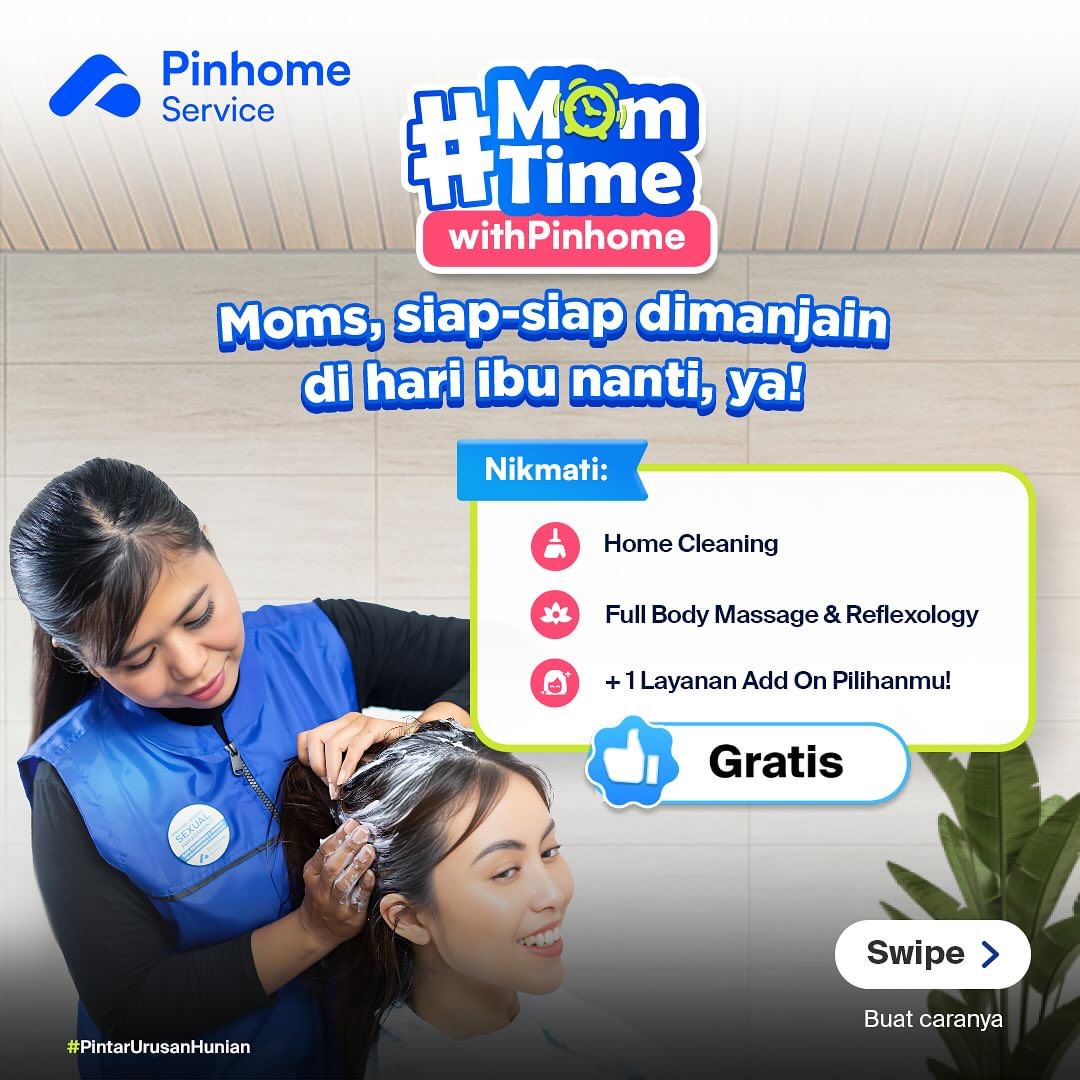 Pinhome
Service
#Mom
Time
withPinhome
Moms, siap-siap dimanjain
di hari ibu nanti, ya!
Nikmati:
Home Cleaning
Full Body Massage & Reflexology
+ 1 Layanan Add On Pilihanmu!
Gratis
SEXUAL
HARASSMENT
Swipe
Buat caranya
#PintarUrusanHunian